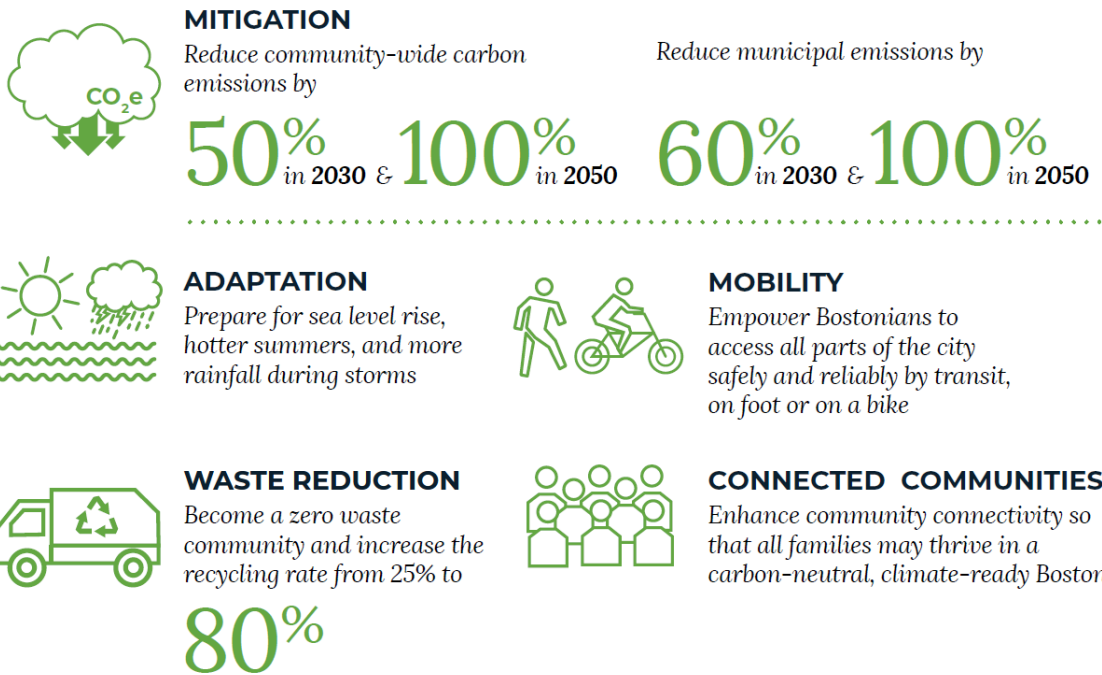 MITIGATION
Reduce community-wide carbon
emissions by
50% in 2030 & 100% in 2050
Reduce municipal emissions by
60% in 2030 & 100% in 2050
CO2e
ADAPTATION
Prepare for sea level rise,
hotter summers, and more
rainfall during storms
MOBILITY
Empower Bostonians to
access all parts of the city
safely and reliably by transit,
on foot or on a bike
WASTE REDUCTION
Become a zero waste
community and increase the
recycling rate from 25% to
80%
CONNECTED COMMUNITIES
Enhance community connectivity so
that all families may thrive in a
carbon-neutral, climate-ready Boston